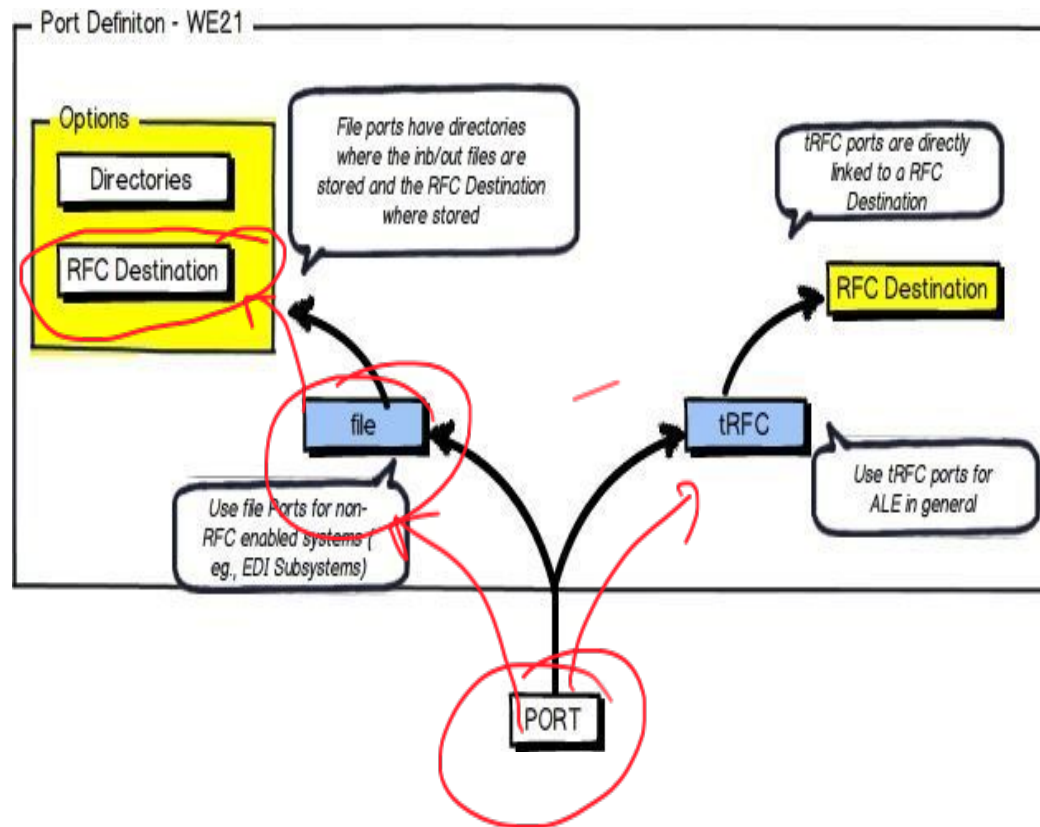 Port Definiton - WE21
Options
Directories
RFC Destination
File ports have directories
where the inb/out files are
stored and the RFC Destination
where stored
tRFC ports are directly
linked to a RFC
Destination
RFC Destination
file
tRFC
Use file Ports for non-
RFC enabled systems (
eg., EDI Subsystems)
Use tRFC ports for
ALE in general
PORT